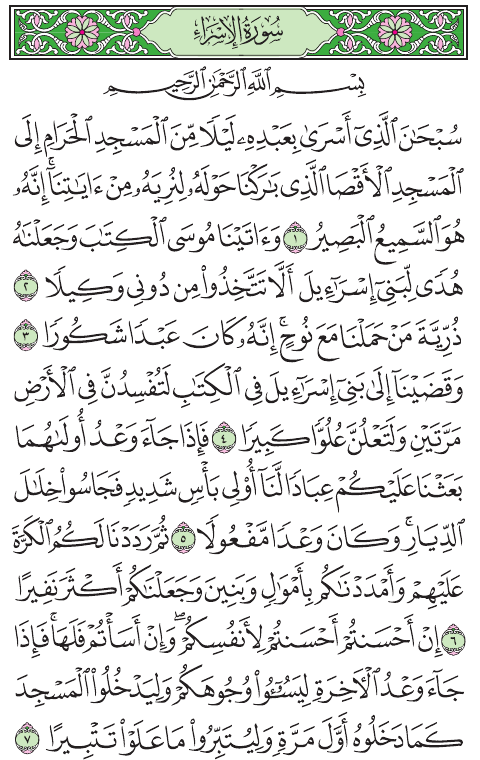 سُورَةُ الإِسْرَاءِ
بِسْمِ ٱللَّهِ ٱلرَّحْمَٰنِ ٱلرَّحِيمِ
سُبْحَٰنَ ٱلَّذِىٓ أَسْرَىٰ بِعَبْدِهِۦ لَيْلًا مِّنَ ٱلْمَسْجِدِ ٱلْحَرَامِ إِلَى
ٱلْمَسْجِدِ ٱلْأَقْصَا ٱلَّذِى بَٰرَكْنَا حَوْلَهُۥ لِنُرِيَهُۥ مِنْ ءَايَٰتِنَآ ۚ إِنَّهُۥ
هُوَ ٱلسَّمِيعُ ٱلْبَصِيرُ ١ وَءَاتَيْنَا مُوسَى ٱلْكِتَٰبَ وَجَعَلْنَٰهُ
هُدًى لِّبَنِىٓ إِسْرَٰٓءِيلَ أَلَّا تَتَّخِذُوا۟ مِن دُونِى وَكِيلًا ٢
ذُرِّيَّةَ مَنْ حَمَلْنَا مَعَ نُوحٍ ۚ إِنَّهُۥ كَانَ عَبْدًا شَكُورًا ٣
وَقَضَيْنَآ إِلَىٰ بَنِىٓ إِسْرَٰٓءِيلَ فِى ٱلْكِتَٰبِ لَتُفْسِدُنَّ فِى ٱلْأَرْضِ
مَرَّتَيْنِ وَلَتَعْلُنَّ عُلُوًّا كَبِيرًا ٤ فَإِذَا جَآءَ وَعْدُ أُولَىٰهُمَا
بَعَثْنَا عَلَيْكُمْ عِبَادًا لَّنَآ أُو۟لِى بَأْسٍ شَدِيدٍ فَجَاسُوا۟ خِلَٰلَ
ٱلدِّيَارِ ۚ وَكَانَ وَعْدًا مَّفْعُولًا ٥ ثُمَّ رَدَدْنَا لَكُمُ ٱلْكَرَّةَ
عَلَيْهِمْ وَأَمْدَدْنَٰكُم بِأَمْوَٰلٍ وَبَنِينَ وَجَعَلْنَٰكُمْ أَكْثَرَ نَفِيرًا
٦ إِنْ أَحْسَنتُمْ أَحْسَنتُمْ لِأَنفُسِكُمْ ۖ وَإِنْ أَسَأْتُمْ فَلَهَا ۚ فَإِذَا
جَآءَ وَعْدُ ٱلْءَاخِرَةِ لِيَسُۥٓـُٔوا۟ وُجُوهَكُمْ وَلِيَدْخُلُوا۟ ٱلْمَسْجِدَ
كَمَا دَخَلُوهُ أَوَّلَ مَرَّةٍ وَلِيُتَبِّرُوا۟ مَا عَلَوْا۟ تَتْبِيرًا ٧